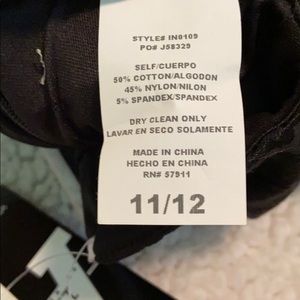 STYLE# IN0109
PO# J58329
SELF/CUERPO
50% COTTON/ALGODON
45% NYLON/NILON
5% SPANDEX/SPANDEX
DRY CLEAN ONLY
LAVAR EN SECO SOLAMENTE
MADE IN CHINA
HECHO EN CHINA
RN# 57911
11/12